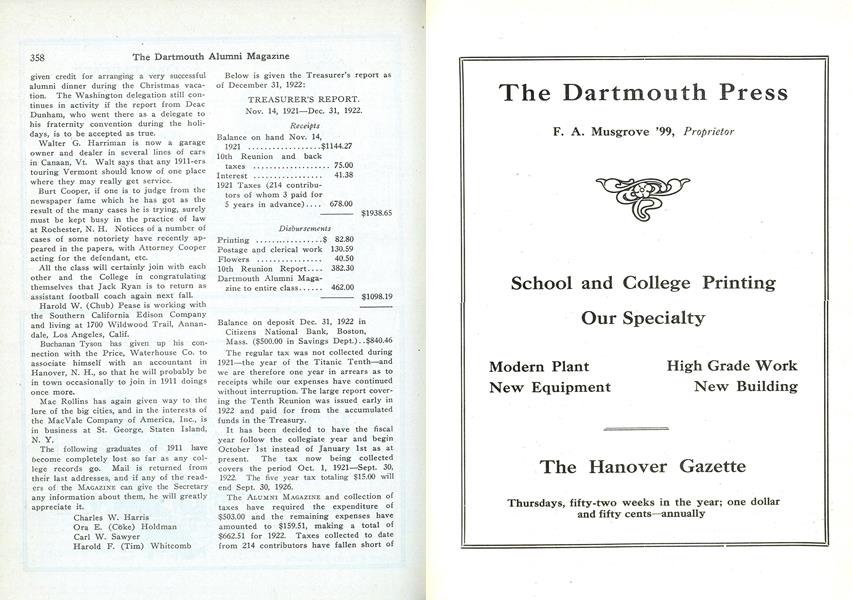 358
The Dartmouth Alumni Magazine
given credit for arranging a very successful
alumni dinner during the Christmas vaca-
tion. The Washington delegation still con-
tinues in activity if the report from Deac
Dunham, who went there as a delegate to
his fraternity convention during the holi-
days, is to be accepted as true.
Walter G. Harriman is now a garage
owner and dealer in several lines of cars
in Canaan, Vt. Walt says that any 1911-ers
touring Vermont should know of one place
where they may really get service.
Burt Cooper, if one is to judge from the
newspaper fame which he has got as the
result of the many cases he is trying, surely
must be kept busy in the practice of law
at Rochester, N. H. Notices of a number of
cases of some notoriety have recently ap-
peared in the papers, with Attorney Cooper
acting for the defendant, etc.
All the class will certainly join with each
other and the College in congratulating
themselves that Jack Ryan is to return as
assistant football coach again next fall.
Harold W. (Chub) Pease is working with
the Southern California Edison Company
and living at 1700 Wildwood Trail, Annan-
dale, Los Angeles, Calif.
Buchanan Tyson has given up his con-
nection with the Price, Waterhouse Co. to
associate himself with an accountant in
Hanover, N. H., so that he will probably be
in town occasionally to join in 1911 doings
once more.
Mae Rollins has again given way to the
lure of the big cities, and in the interests of
the MacVale Company of America, Inc., is
in business at St. George, Staten Island,
N. Y.
The following graduates of 1911 have
become completely lost so far as any col-
lege records go. Mail is returned from
their last addresses, and if any of the read-
ers of the MAGAZINE can give the Secretary
any information about them, he will greatly
appreciate it.
Charles W. Harris
Ora E. (Coke) Holdman
Carl W. Sawyer
Harold F. (Tim) Whitcomb
Below is given the Treasurer's report as
of December 31, 1922:
TREASURER'S REPORT.
Nov. 14, 1921—Dec. 31, 1922.
Receipts
Balance on hand Nov. 14,
1921 ..................$1144.27
10th Reunion and back
taxes ................... 75.00
Interest ................. 41.38
1921 Taxes (214 contribu-
tors of whom 3 paid for
5 years in advance).... 678.00
$1938.65
Disbursements
Printing ................$ 82.80
Postage and clerical work 130.59
Flowers ................ 40.50
10th Reunion Report.... 382.30
Dartmouth Alumni Maga-
zine to entire class...... 462.00
$1098.19
Balance on deposit Dec. 31, 1922 in
Citizens National Bank, Boston,
Mass. ($500.00 in Savings Dept.)..$840.46
The regular tax was not collected during
1921—the year of the Titanic Tenth—and
we are therefore one year in arrears as to
receipts while our expenses have continued
without interruption. The large report cover-
ing the Tenth Reunion was issued early in
1922 and paid for from the accumulated
funds in the Treasury.
It has been decided to have the fiscal
year follow the collegiate year and begin
October 1st instead of January 1st as at
present. The tax now being collected
covers the period Oct. 1, 1921—Sept. 30,
1922. The five year tax totaling $15.00 will
end Sept. 30, 1926.
The ALUMNI MAGAZINE and collection of
taxes have required the expenditure of
$503.00 and the remaining expenses have
amounted to $159.51, making a total of
$662.51 for 1922. Taxes collected to date
from 214 contributors have fallen short of
The Dartmouth Press
F. A. Musgrove '99, Proprietor
School and College Printing
Our Specialty
Modern Plant High Grade Work
New Equipment New Building
The Hanover Gazette
Thursdays, fifty-two weeks in the year; one dollar
and fifty cents—annually